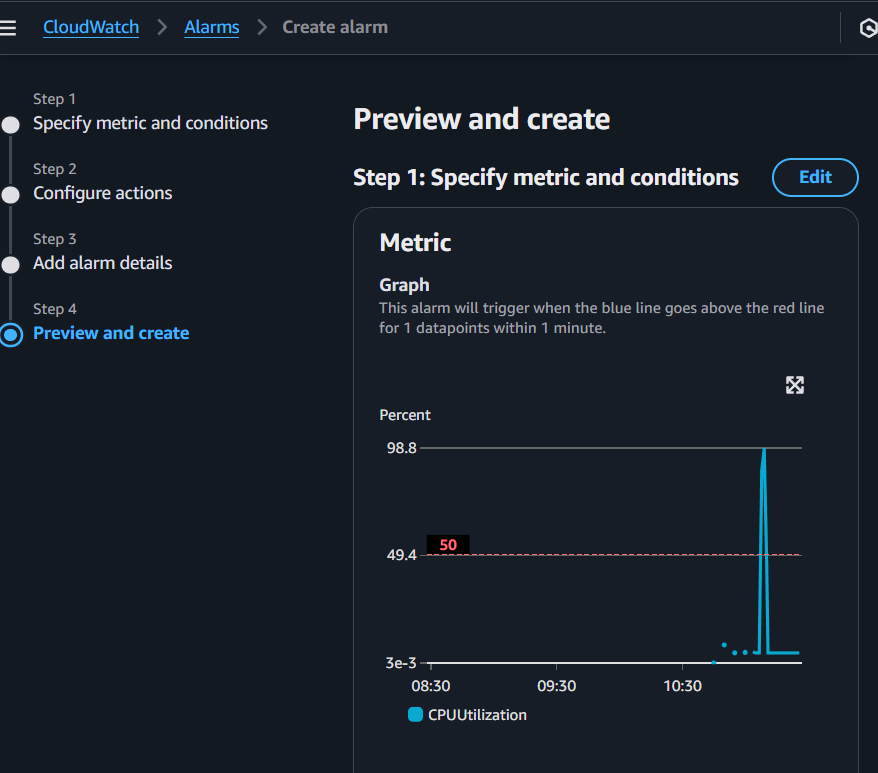 CloudWatch > Alarms > Create alarm
Step 1
Specify metric and conditions
Step 2
Configure actions
Step 3
Add alarm details
Step 4
Preview and create
Preview and create
Step 1: Specify metric and conditions
Edit
Metric
Graph
This alarm will trigger when the blue line goes above the red line
for 1 datapoints within 1 minute.
Percent
98.8
50
49.4
3e-3
08:30 09:30 10:30
CPUUtilization